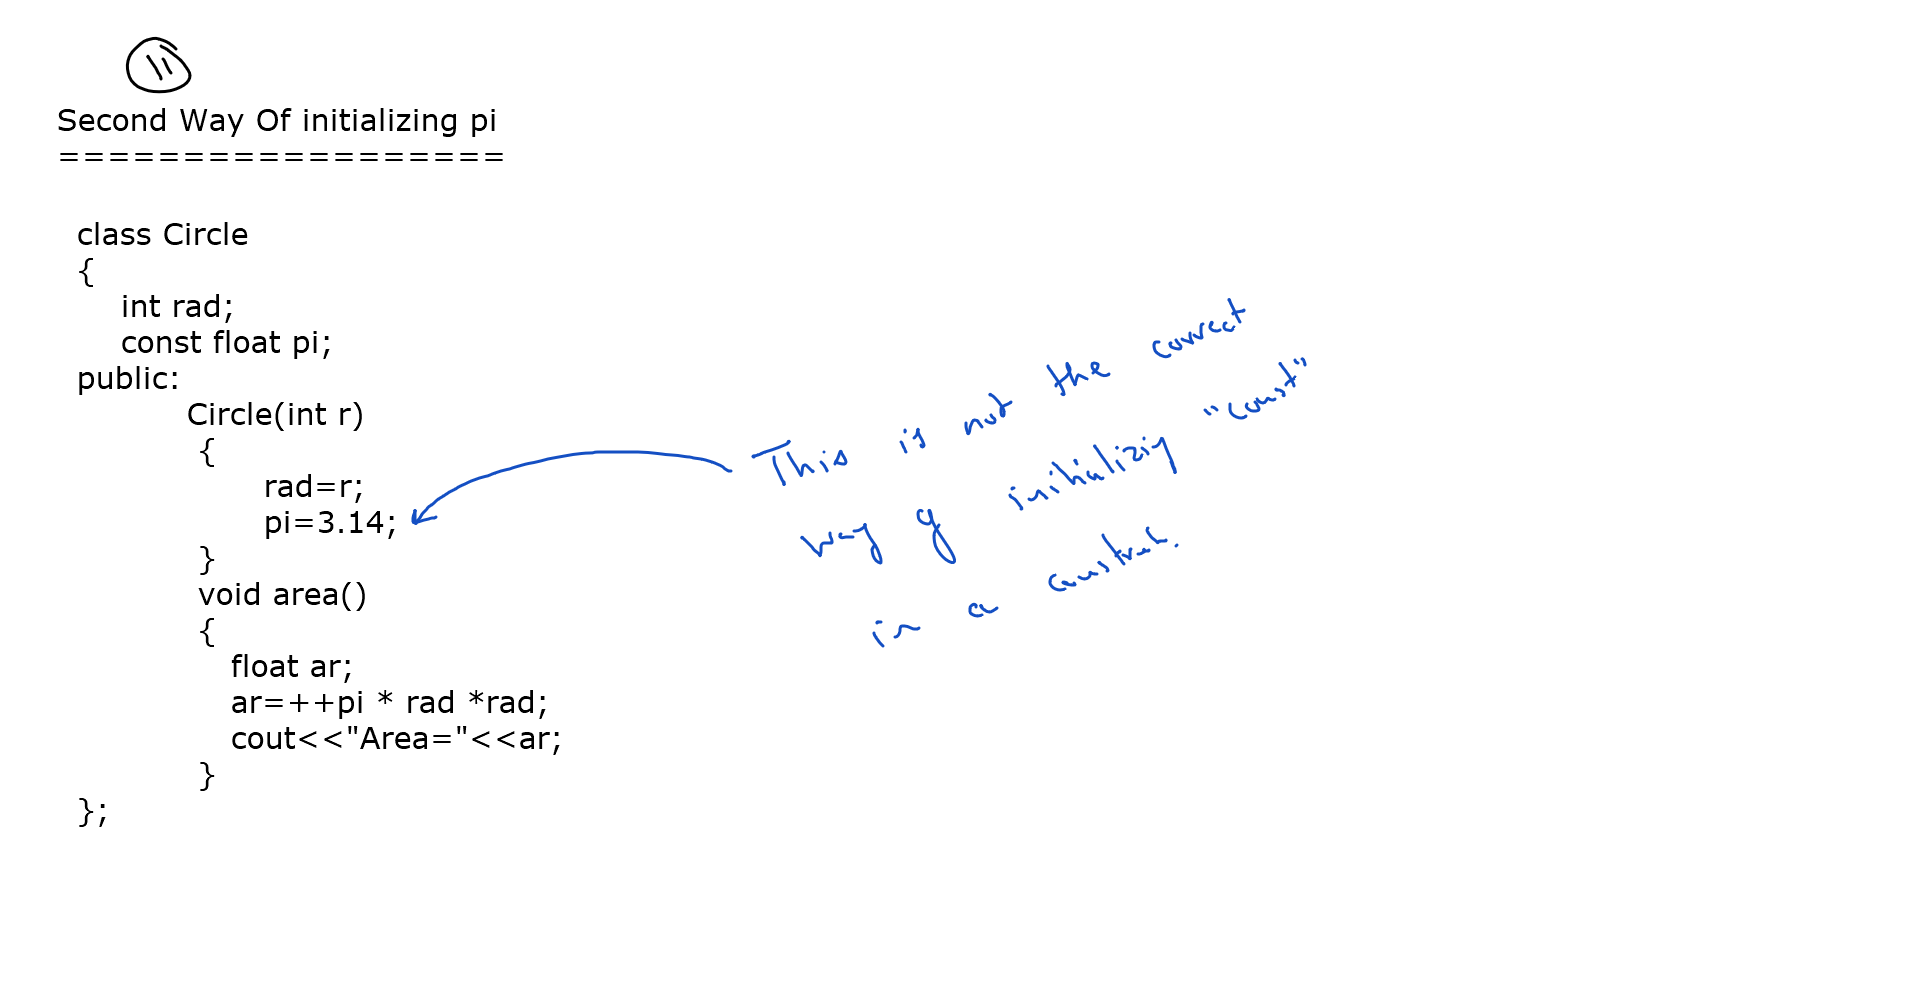 11
Second Way Of initializing pi
==================
class Circle
{
int rad;
const float pi;
public:
Circle(int r)
{
rad=r;
pi=3.14;
}
void area()
{
float ar;
ar=++pi * rad *rad;
cout<<"Area="<<ar;
}
};
This is not the correct
way of initializing "const"
in a